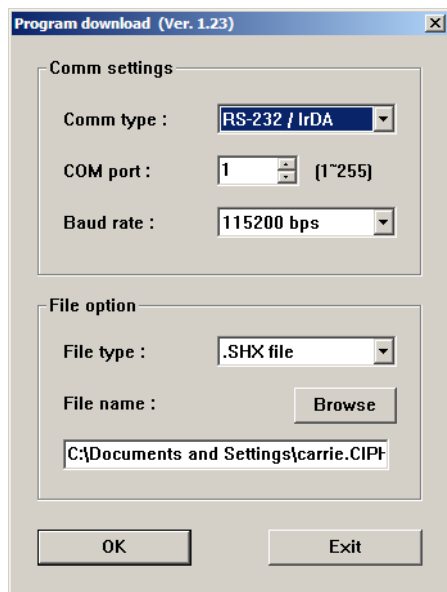 Program download (Ver. 1.23)
Comm settings
Comm type : RS-232 / IrDA
COM port : 1 (1~255)
Baud rate : 115200 bps
File option
File type : .SHX file
File name : Browse
C:\Documents and Settings\carrie.CIPH
OK Exit